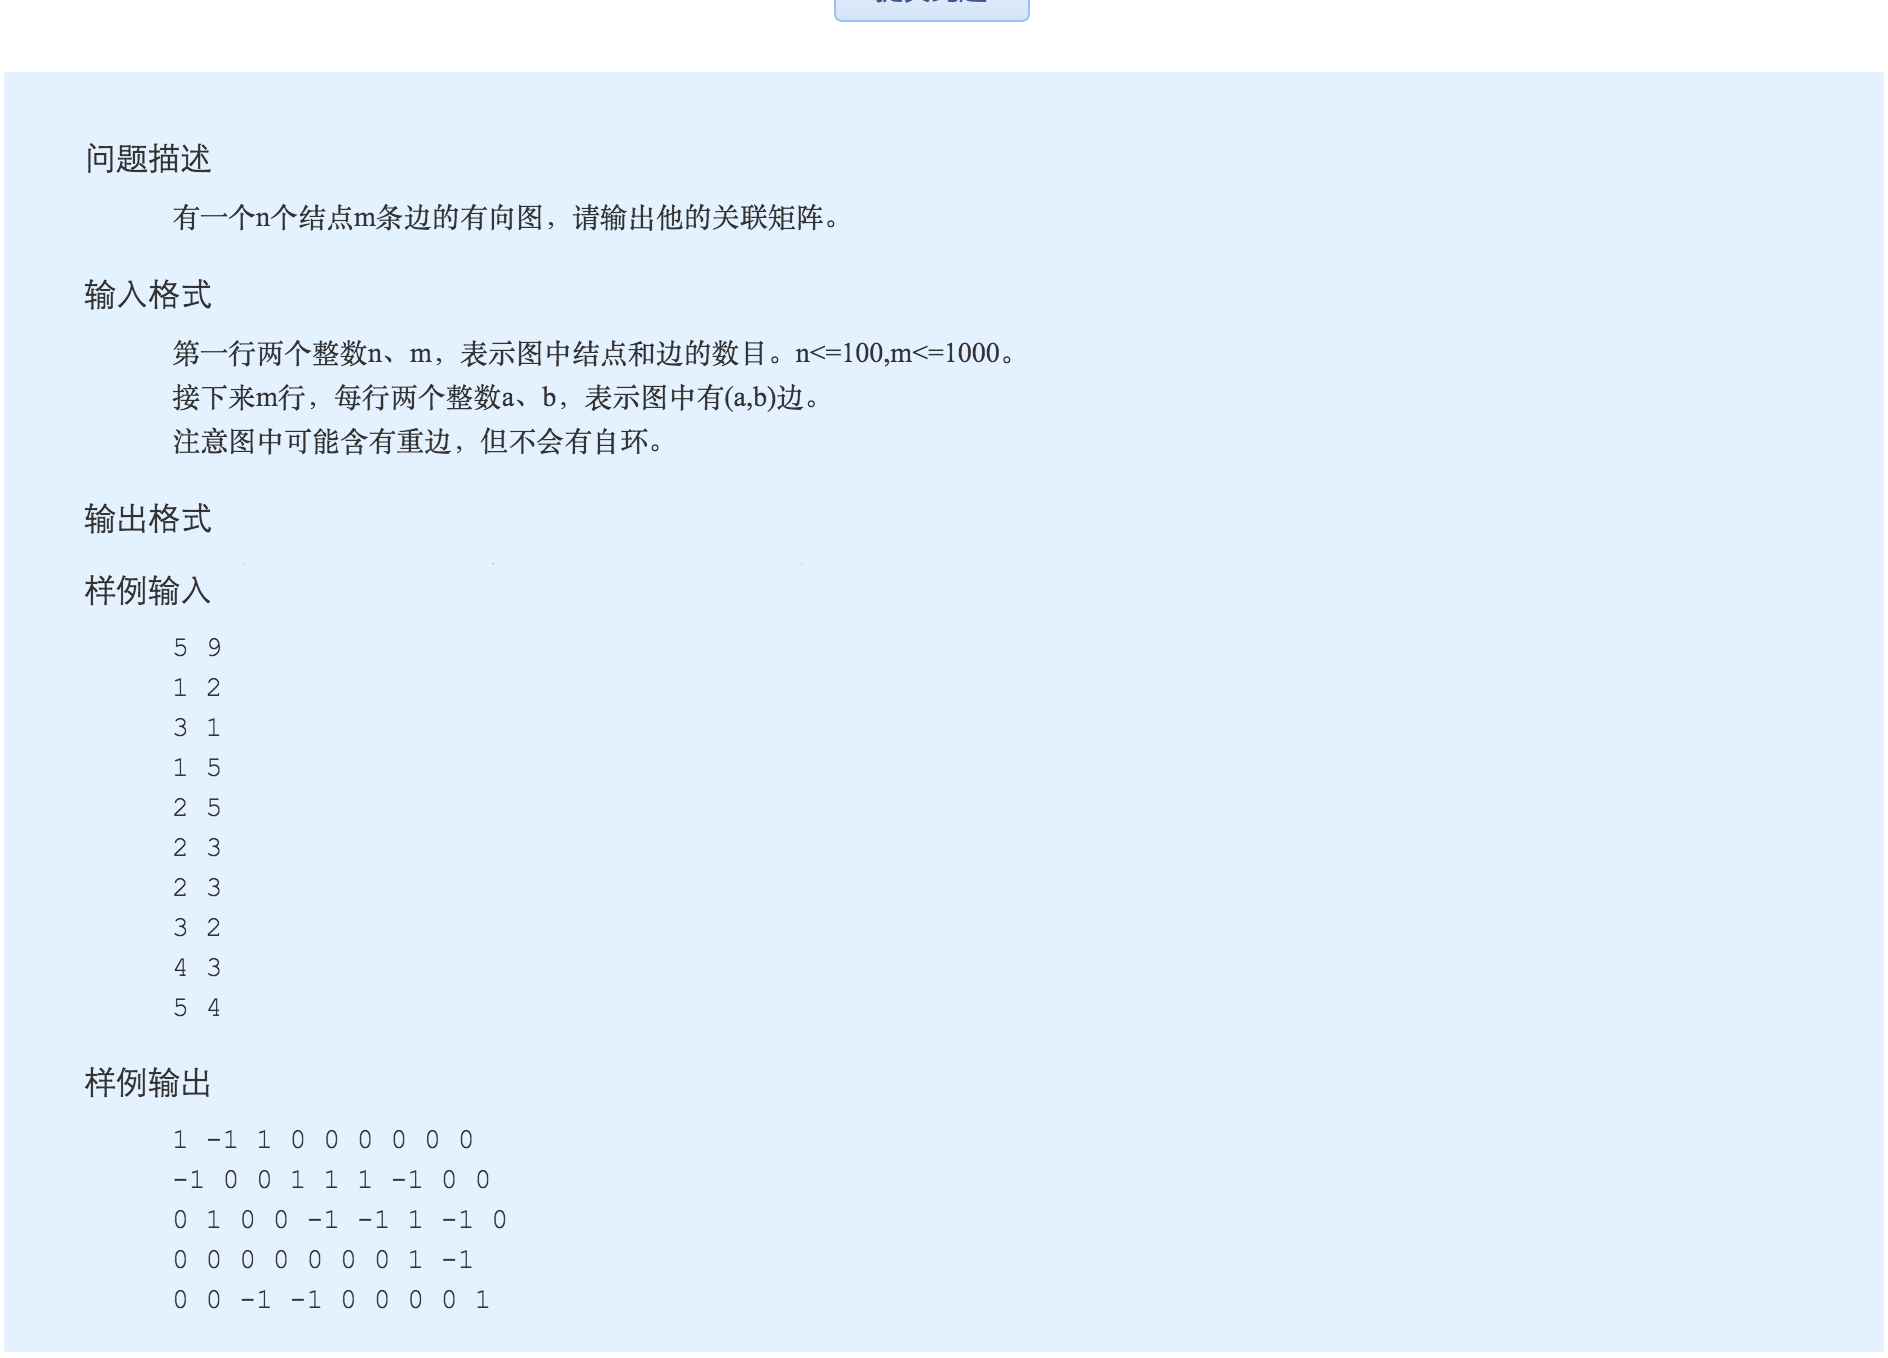 问题描述
有一个n个结点m条边的有向图，请输出他的关联矩阵。
输入格式
第一行两个整数n、m，表示图中结点和边的数目。n<=100,m<=1000。
接下来m行，每行两个整数a、b，表示图中有(a,b)边。
注意图中可能含有重边，但不会有自环。
输出格式
样例输入
5 9
1 2
3 1
1 5
2 5
2 3
2 3
3 2
4 3
5 4
样例输出
1 -1 1 0 0 0 0 0 0
-1 0 0 1 1 1 -1 0 0
0 1 0 0 -1 -1 1 -1 0
0 0 0 0 0 0 0 1 -1
0 0 -1 -1 0 0 0 0 1